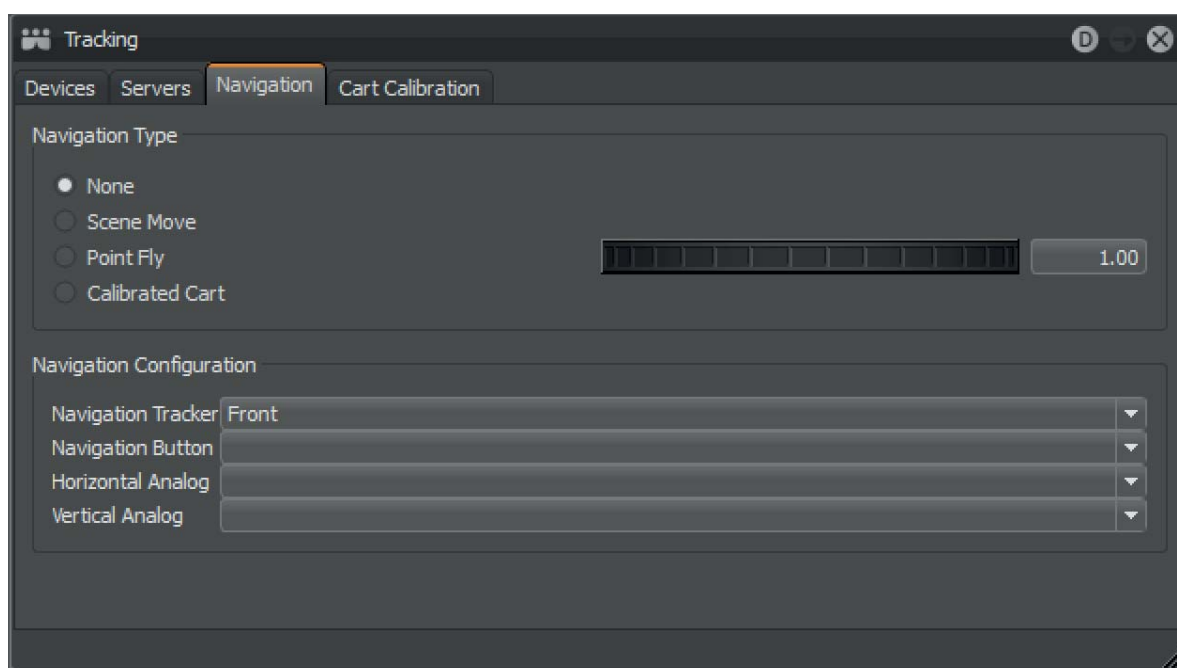 Tracking D
Devices Servers Navigation Cart Calibration
Navigation Type
None
Scene Move
Point Fly 1.00
Calibrated Cart
Navigation Configuration
Navigation Tracker Front
Navigation Button
Horizontal Analog
Vertical Analog